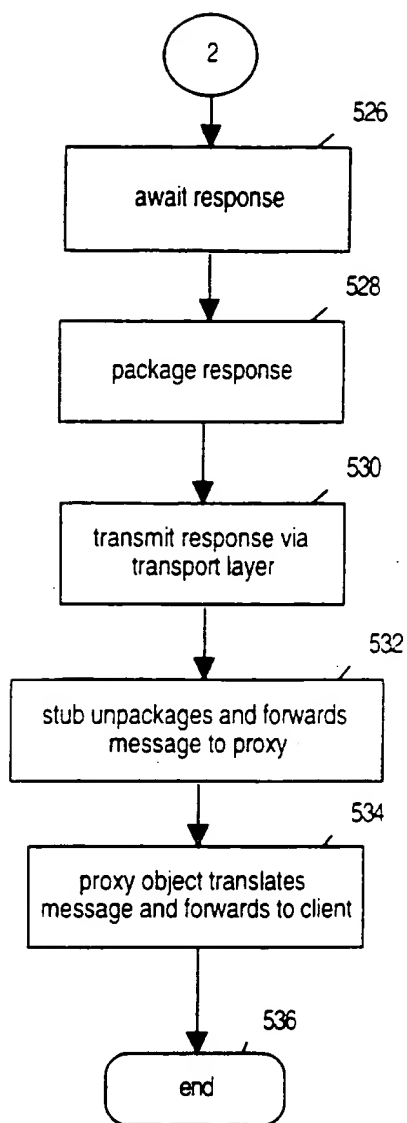 2
526
await response
528
package response
530
transmit response via
transport layer
532
stub unpackages and forwards
message to proxy
534
proxy object translates
message and forwards to client
536
end